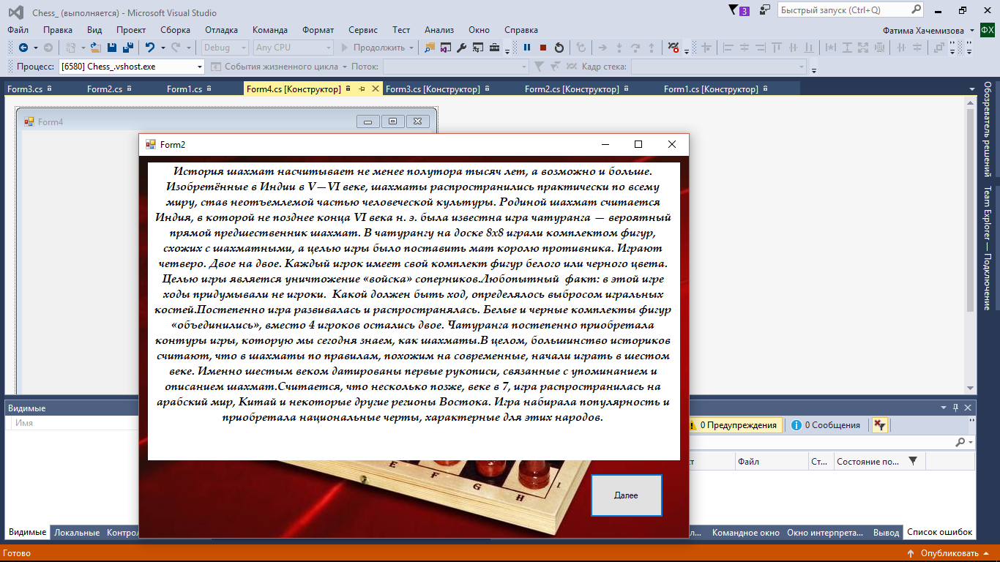 Chess_ (выполняется) - Microsoft Visual Studio
3
Быстрый запуск (Ctrl+Q)
Файл Правка Вид Проект Сборка Отладка Команда Формат Сервис Тест Анализ Окно Справка
Фатима Хачемизова ФХ
Debug Any CPU Продолжить
Процесс: [6580] Chess_.vshost.exe События жизненного цикла Поток: Кадр стека:
Form3.cs Form2.cs Form1.cs Form4.cs [Конструктор] Form3.cs [Конструктор] Form2.cs [Конструктор] Form1.cs [Конструктор]
Обозреватель решений
Team Explorer — Подключение
Form4
Form2
История шахмат насчитывает не менее полутора тысяч лет, а возможно и больше.
Изобретённые в Индии в V—VI веке, шахматы распространились практически по всему
миру, став неотъемлемой частью человеческой культуры. Родиной шахмат считается
Индия, в которой не позднее конца VI века н. э. была известна игра чатуранга — вероятный
прямой предшественник шахмат. В чатурангу на доске 8x8 играли комплектом фигур,
схожих с шахматными, а целью игры было поставить мат королю противника. Играют
четверо. Двое на двое. Каждый игрок имеет свой комплект фигур белого или черного цвета.
Целью игры является уничтожение «войска» соперников.Любопытный  факт: в этой игре
ходы придумывали не игроки.  Какой должен быть ход, определялось выбросом игральных
костей.Постепенно игра развивалась и распространялась. Белые и черные комплекты фигур
«объединились», вместо 4 игроков остались двое. Чатуранга постепенно приобретала
контуры игры, которую мы сегодня знаем, как шахматы.В целом, большинство историков
считают, что в шахматы по правилам, похожим на современные, начали играть в шестом
веке. Именно шестым веком датированы первые рукописи, связанные с упоминанием и
описанием шахмат.Считается, что несколько позже, веке в 7, игра распространилась на
арабский мир, Китай и некоторые другие регионы Востока. Игра набирала популярность и
приобретала национальные черты, характерные для этих народов.
E F G H I
Далее
Видимые
Имя
0 Предупреждения 0 Сообщения
Файл Ст... Состояние по...
Видимые Локальные Контрол
Командное окно Окно интерпрета... Вывод Список ошибок
Готово
Опубликовать